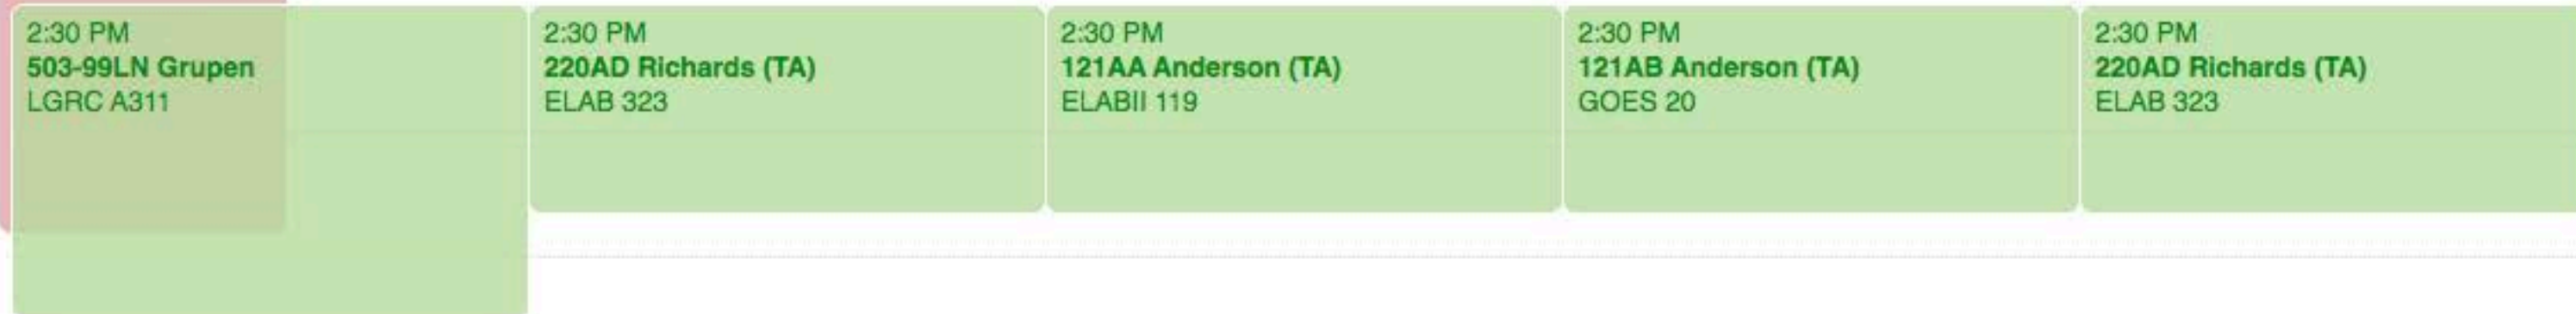 2:30 PM
503-99LN Grupen
LGRC A311
2:30 PM
220AD Richards (TA)
ELAB 323
2:30 PM
121AA Anderson (TA)
ELABII 119
2:30 PM
121AB Anderson (TA)
GOES 20
2:30 PM
220AD Richards (TA)
ELAB 323